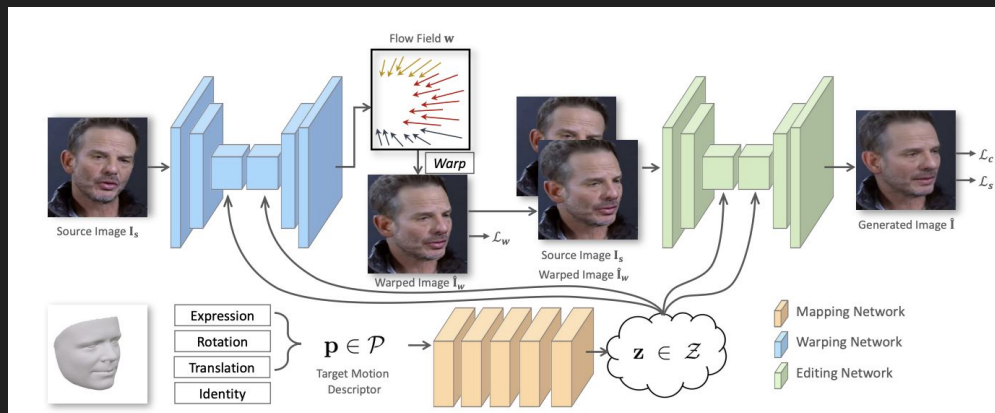 Flow Field w
Warp
Source Image I_s
Warped Image Î_w
ℒ_w
Source Image I_s
Warped Image Î_w
Generated Image Î
ℒ_c
ℒ_s
Expression
Rotation
Translation
Identity
p ∈ 𝒫
Target Motion
Descriptor
z ∈ 𝒵
Mapping Network
Warping Network
Editing Network